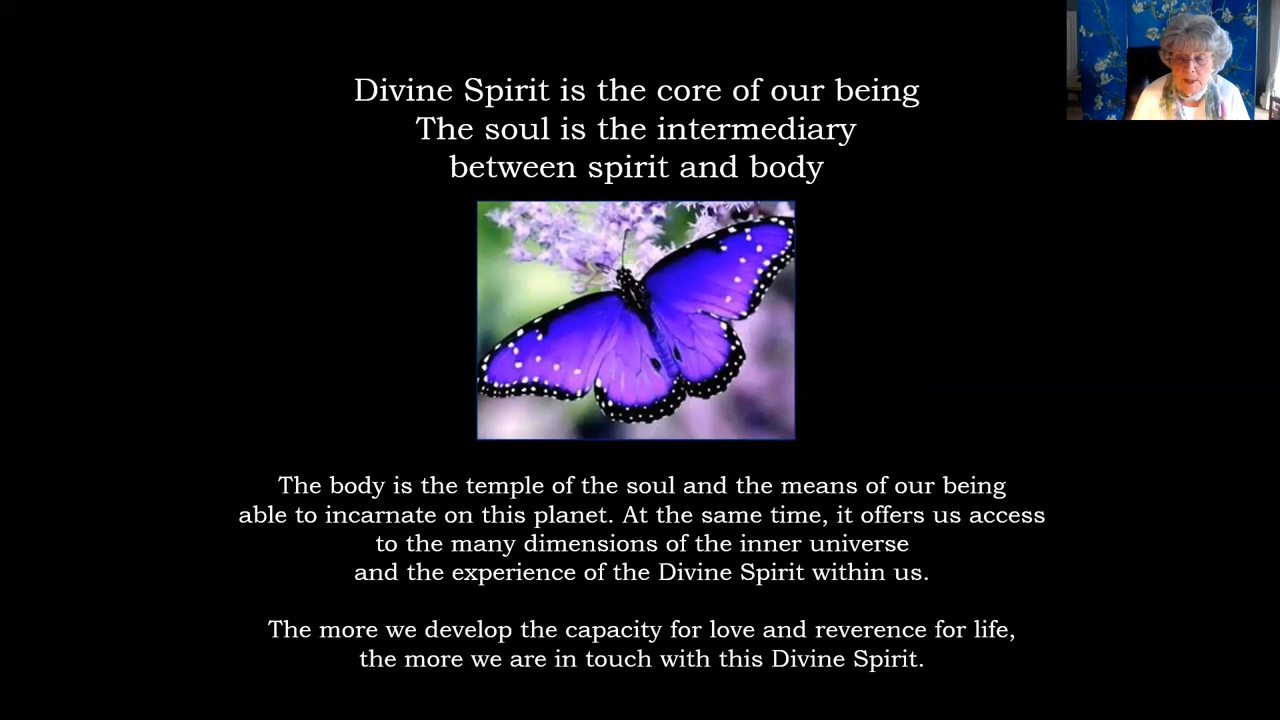 Divine Spirit is the core of our being
The soul is the intermediary
between spirit and body
The body is the temple of the soul and the means of our being
able to incarnate on this planet. At the same time, it offers us access
to the many dimensions of the inner universe
and the experience of the Divine Spirit within us.
The more we develop the capacity for love and reverence for life,
the more we are in touch with this Divine Spirit.